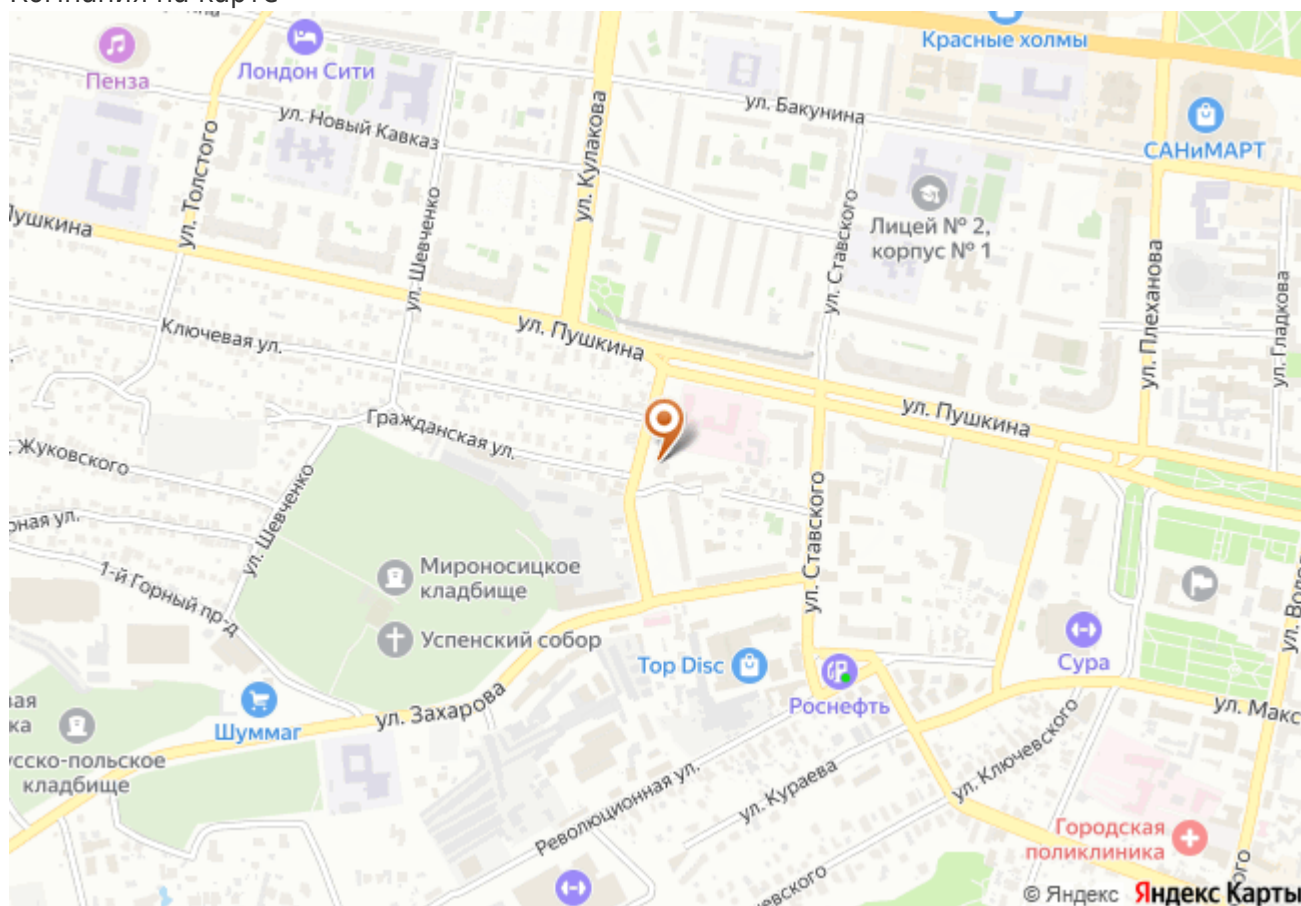 Красные холмы
Пенза
Лондон Сити
ул. Бакунина
ул. Новый Кавказ
ул. Кулакова
САНиМАРТ
ул. Толстого
ул. Шевченко
Лицей № 2,
корпус № 1
ул. Ставского
ул. Плеханова
ул. Гладкова
ул. Пушкина
Ключевая ул.
ул. Пушкина
Гражданская ул.
Жуковского
ул. Шевченко
1-й Горный пр-д
Мироносицкое
кладбище
Успенский собор
ул. Ставского
Top Disc
Сура
Роснефть
Шуммаг
ул. Захарова
ул. Макс
усско-польское
кладбище
ул. Ключевского
Революционная ул.
ул. Кураева
Городская
поликлиника
© Яндекс Яндекс Карты